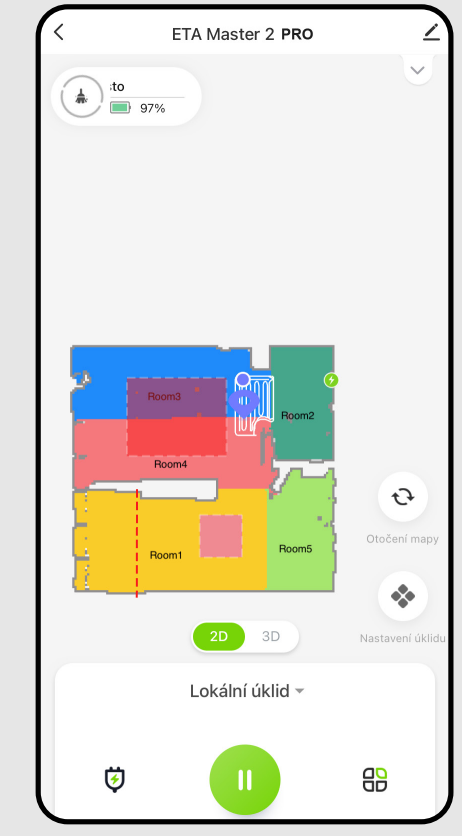 ETA Master 2 PRO
:to
97%
Room3
Room2
Room4
Room1
Room5
Otočení mapy
Nastavení úklidu
2D 3D
Lokální úklid